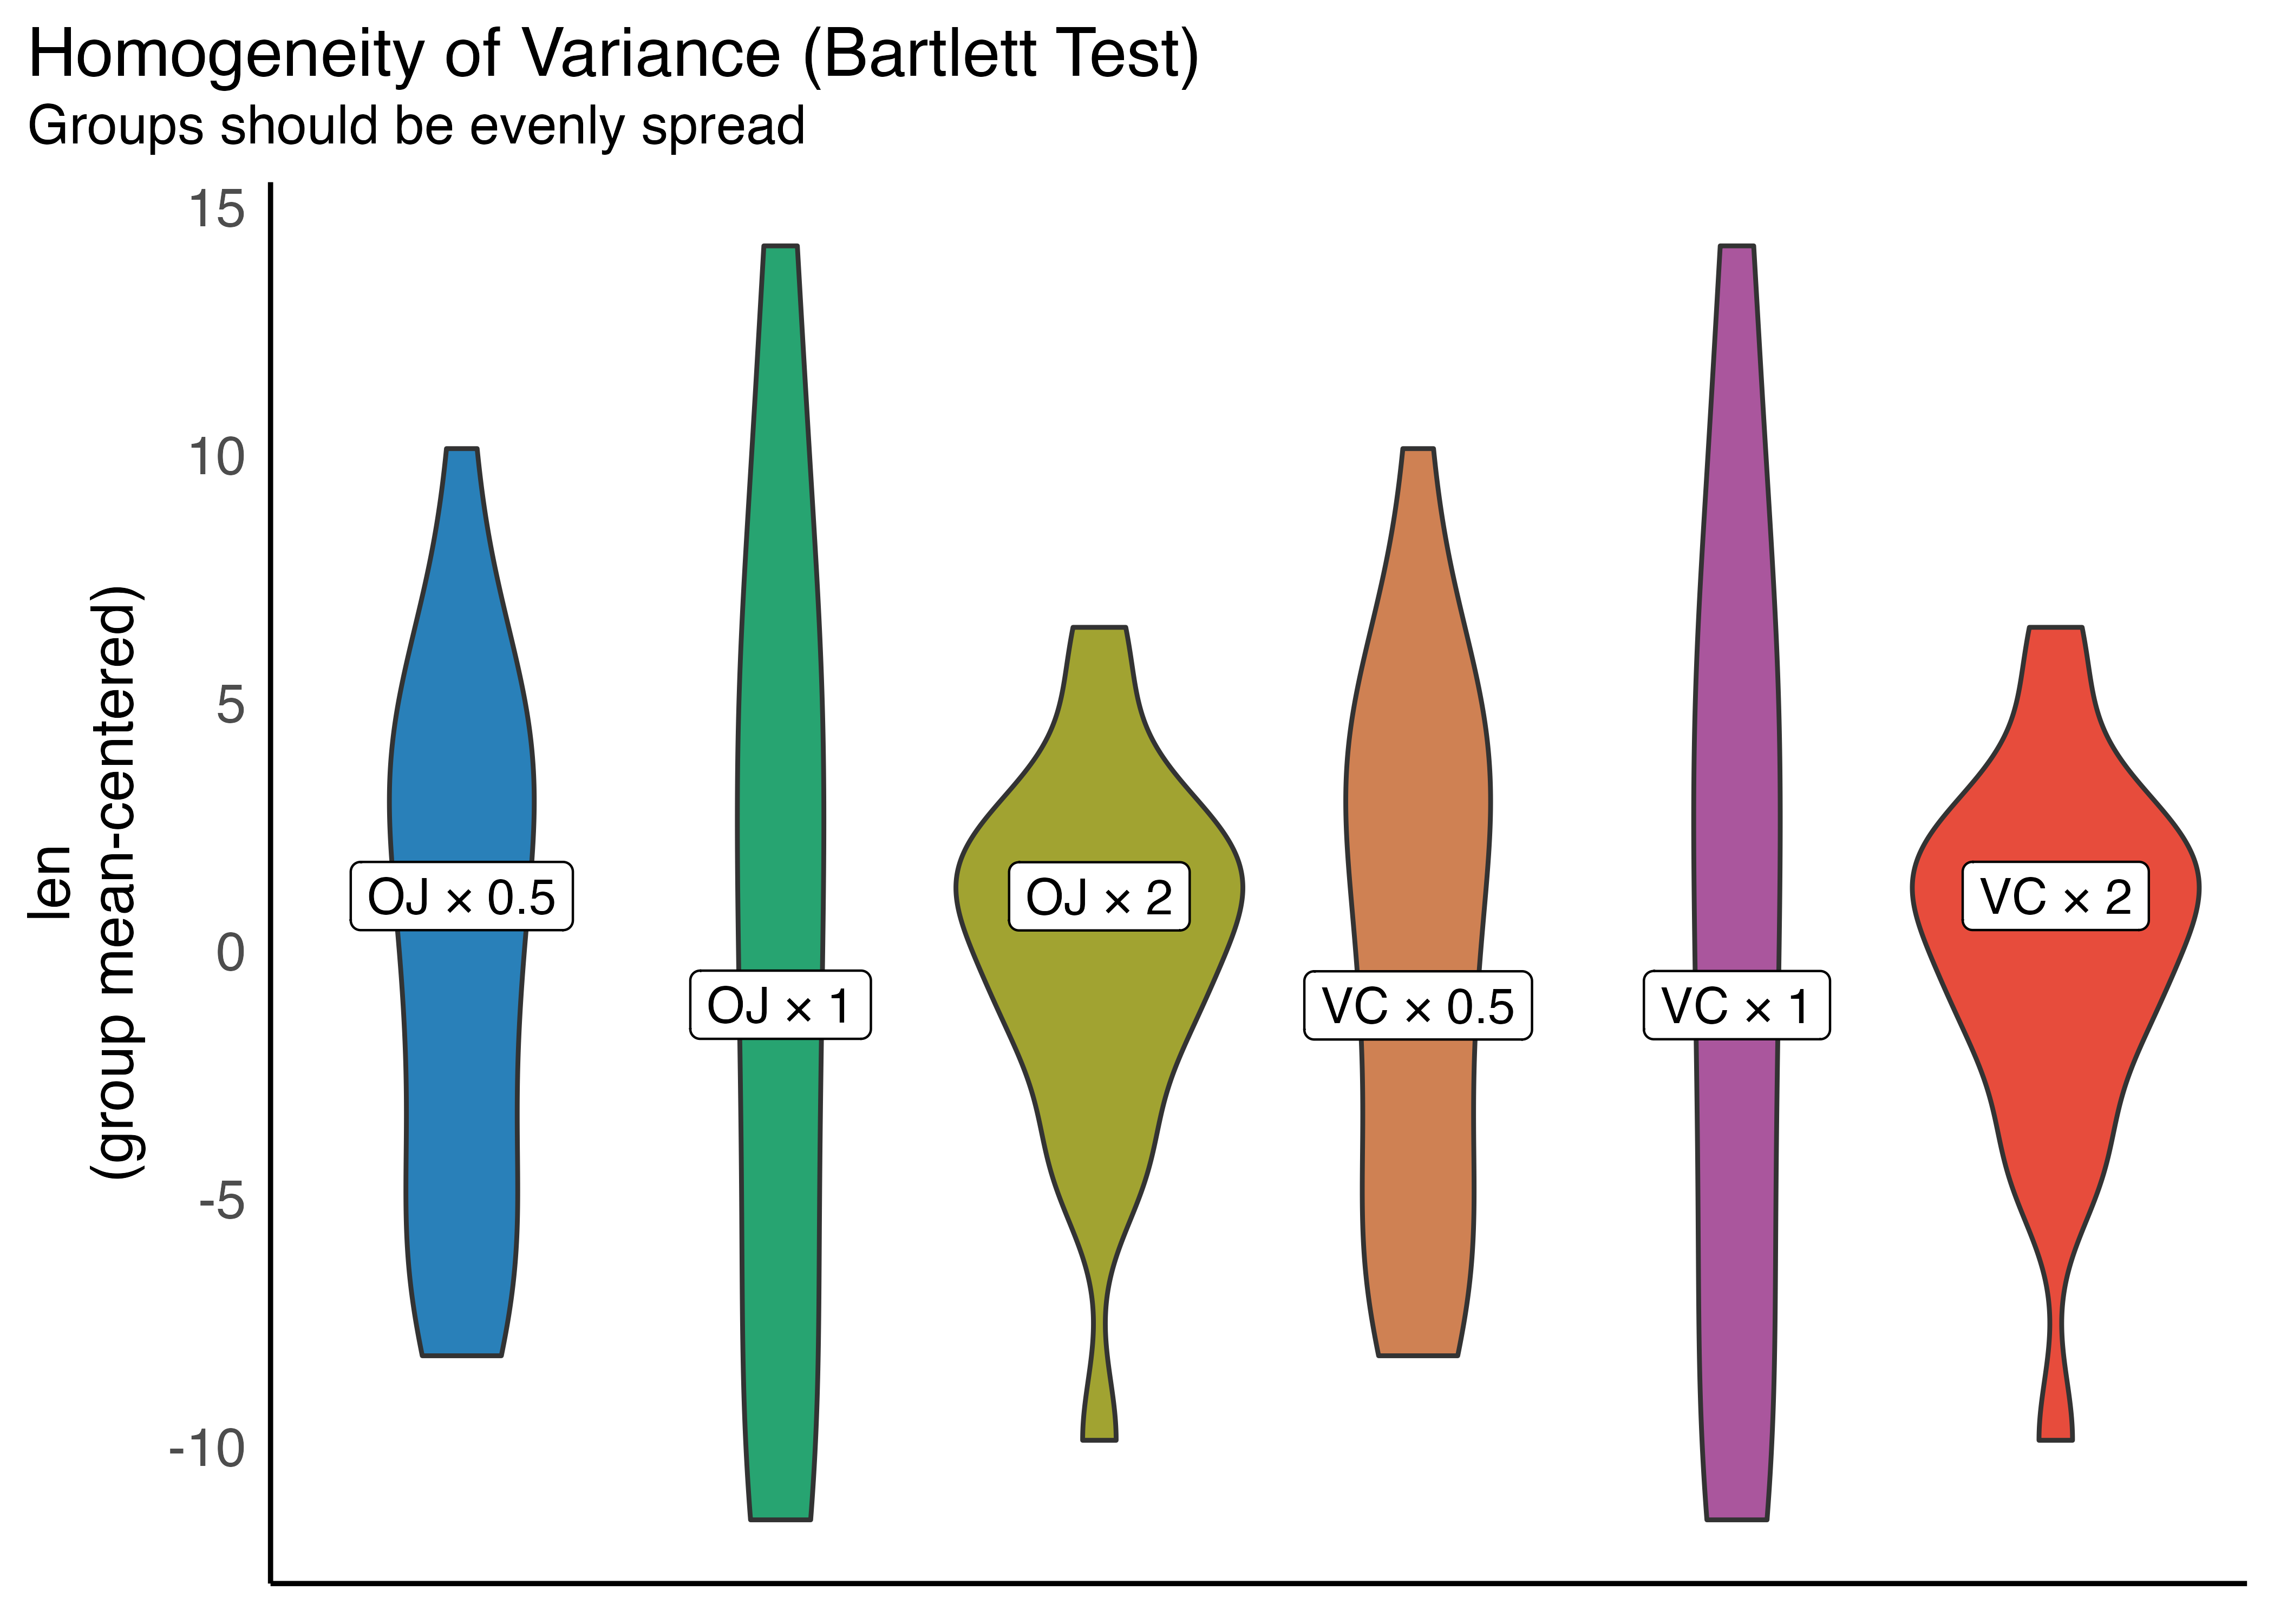 Homogeneity of Variance (Bartlett Test)
Groups should be evenly spread
15
10
5
0
-5
-10
len
(group mean-centered)
OJ × 0.5
OJ × 1
OJ × 2
VC × 0.5
VC × 1
VC × 2